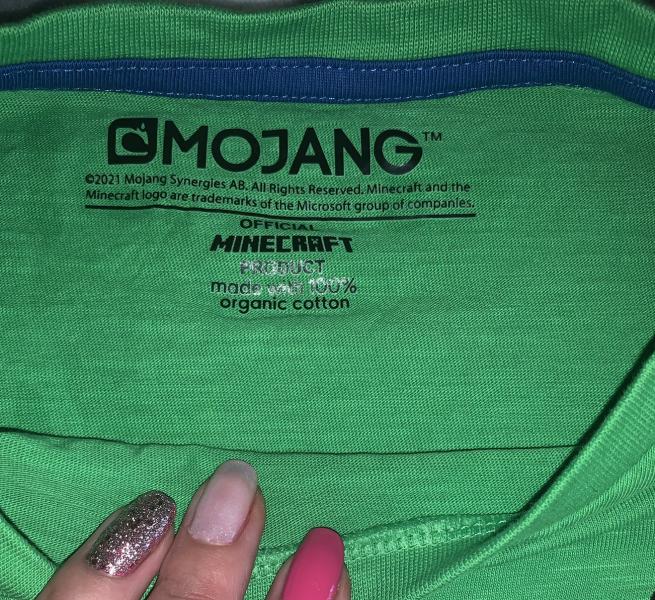 MOJANG™
©2021 Mojang Synergies AB. All Rights Reserved. Minecraft and the
Minecraft logo are trademarks of the Microsoft group of companies.
OFFICIAL
MINECRAFT
PRODUCT
made with 100%
organic cotton